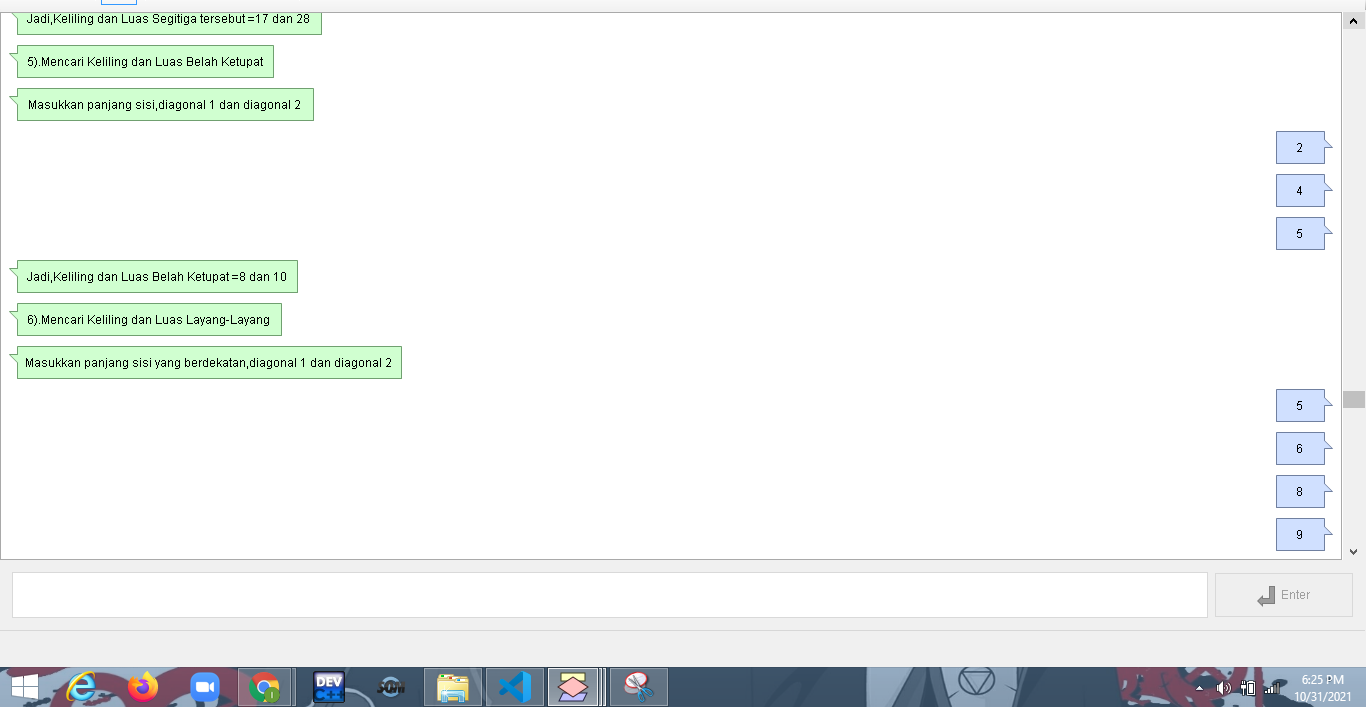 Jadi,Keliling dan Luas Segitiga tersebut =17 dan 28
5).Mencari Keliling dan Luas Belah Ketupat
Masukkan panjang sisi,diagonal 1 dan diagonal 2
2
4
5
Jadi,Keliling dan Luas Belah Ketupat =8 dan 10
6).Mencari Keliling dan Luas Layang-Layang
Masukkan panjang sisi yang berdekatan,diagonal 1 dan diagonal 2
5
6
8
9
Enter
DEV
C++
6:25 PM
10/31/2021